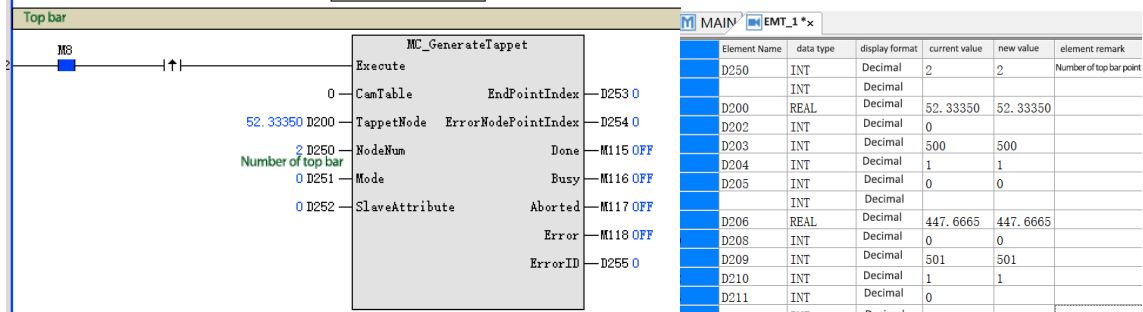 Top bar
M8
2
MC_GenerateTappet
Execute
0 CamTable EndPointIndex D253 0
52.33350 D200 TappetNode ErrorNodePointIndex D254 0
2 D250 NodeNum Done M115 OFF
Number of top bar
0 D251 Mode Busy M116 OFF
0 D252 SlaveAttribute Aborted M117 OFF
Error M118 OFF
ErrorID D255 0
MAIN EMT_1 *x
Element Name data type display format current value new value element remark
D250 INT Decimal 2 2 Number of top bar point
INT Decimal
D200 REAL Decimal 52.33350 52.33350
D202 INT Decimal 0
D203 INT Decimal 500 500
D204 INT Decimal 1 1
D205 INT Decimal 0 0
INT Decimal
D206 REAL Decimal 447.6665 447.6665
D208 INT Decimal 0 0
D209 INT Decimal 501 501
D210 INT Decimal 1 1
D211 INT Decimal 0